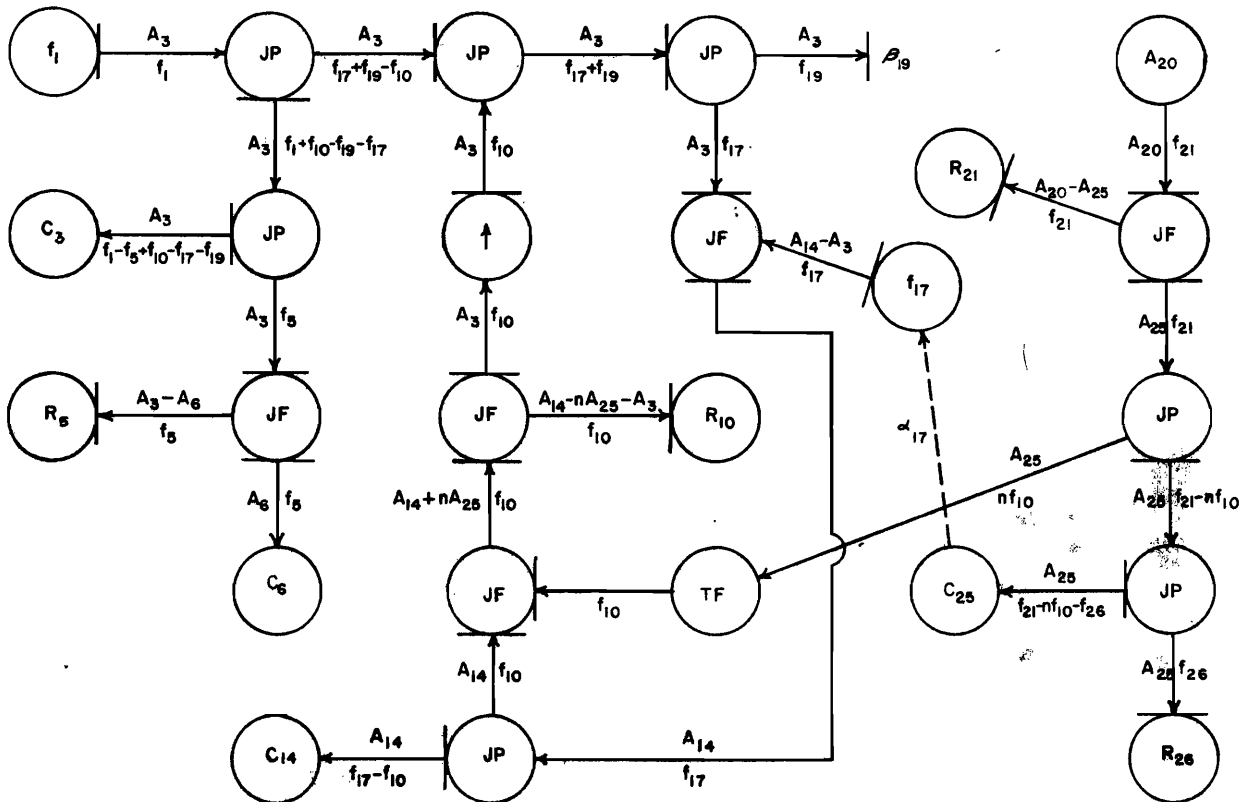 f₁ A₃ f₁ JP A₃ f₁₇+f₁₉-f₁₀ JP A₃ f₁₇+f₁₉ JP A₃ f₁₉ β₁₉ A₂₀
A₃ f₁+f₁₀-f₁₉-f₁₇ A₃ f₁₀ A₃ f₁₇ A₂₀ f₂₁
R₂₁ A₂₀-A₂₅ f₂₁
C₃ A₃ f₁-f₅+f₁₀-f₁₇-f₁₉ JP ↑ JF A₁₄-A₃ f₁₇ f₁₇ JF
A₃ f₅ A₃ f₁₀ A₂₅ f₂₁
R₅ A₃-A₆ f₅ JF JF A₁₄-nA₂₅-A₃ f₁₀ R₁₀ α₁₇ JP
A₂₅ nf₁₀
A₆ f₅ A₁₄+nA₂₅ f₁₀ A₂₅ f₂₁-nf₁₀
C₆ JF f₁₀ TF C₂₅ A₂₅ f₂₁-nf₁₀-f₂₆ JP
A₁₄ f₁₀ A₂₅ f₂₆
C₁₄ A₁₄ f₁₇-f₁₀ JP A₁₄ f₁₇ R₂₆